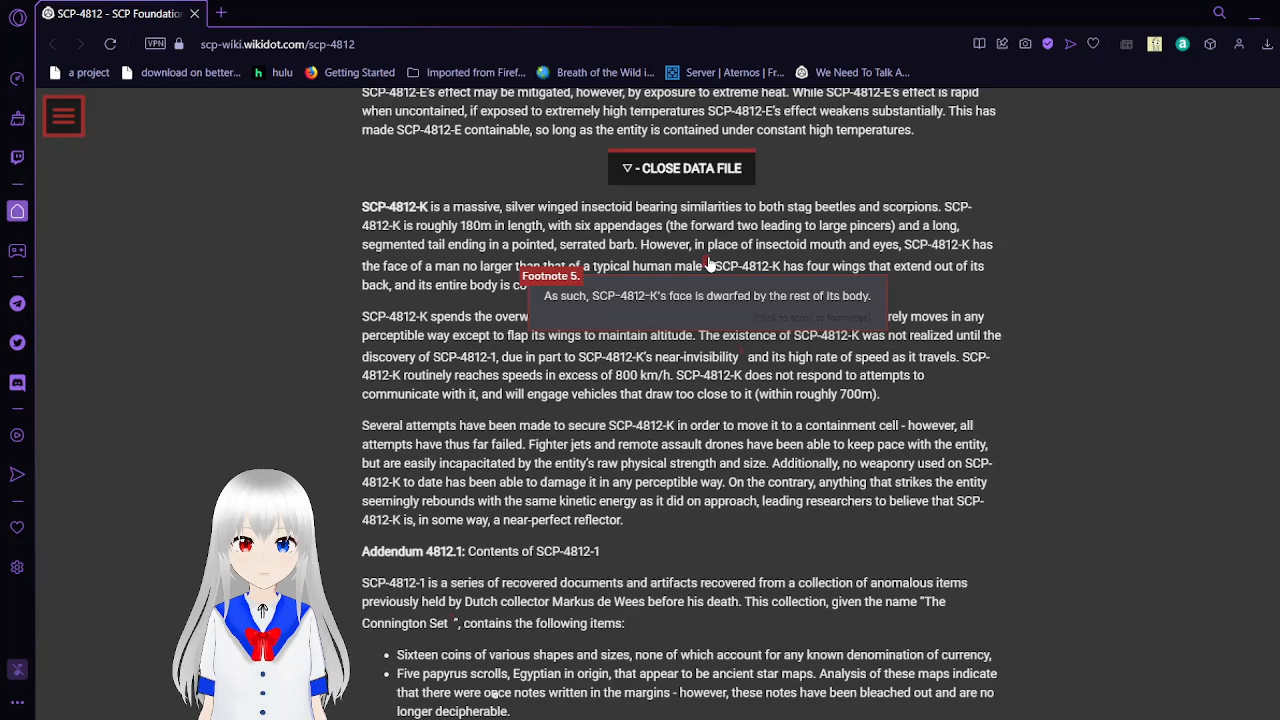 SCP-4812 - SCP Foundation
scp-wiki.wikidot.com/scp-4812
VPN
a project
download on better...
hulu
Getting Started
Imported from Firef...
Breath of the Wild i...
Server | Aternos | Fr...
We Need To Talk A...
SCP-4812-E's effect may be mitigated, however, by exposure to extreme heat. While SCP-4812-E's effect is rapid
when uncontained, if exposed to extremely high temperatures SCP-4812-E's effect weakens substantially. This has
made SCP-4812-E containable, so long as the entity is contained under constant high temperatures.
▽ - CLOSE DATA FILE
SCP-4812-K is a massive, silver winged insectoid bearing similarities to both stag beetles and scorpions. SCP-
4812-K is roughly 180m in length, with six appendages (the forward two leading to large pincers) and a long,
segmented tail ending in a pointed, serrated barb. However, in place of insectoid mouth and eyes, SCP-4812-K has
the face of a man no larger than that of a typical human male SCP-4812-K has four wings that extend out of its
back, and its entire body is co
Footnote 5.
As such, SCP-4812-K's face is dwarfed by the rest of its body.
(click to scroll to footnotes)
SCP-4812-K spends the overw rely moves in any
perceptible way except to flap its wings to maintain altitude. The existence of SCP-4812-K was not realized until the
discovery of SCP-4812-1, due in part to SCP-4812-K's near-invisibility and its high rate of speed as it travels. SCP-
4812-K routinely reaches speeds in excess of 800 km/h. SCP-4812-K does not respond to attempts to
communicate with it, and will engage vehicles that draw too close to it (within roughly 700m).
Several attempts have been made to secure SCP-4812-K in order to move it to a containment cell - however, all
attempts have thus far failed. Fighter jets and remote assault drones have been able to keep pace with the entity,
but are easily incapacitated by the entity's raw physical strength and size. Additionally, no weaponry used on SCP-
4812-K to date has been able to damage it in any perceptible way. On the contrary, anything that strikes the entity
seemingly rebounds with the same kinetic energy as it did on approach, leading researchers to believe that SCP-
4812-K is, in some way, a near-perfect reflector.
Addendum 4812.1: Contents of SCP-4812-1
SCP-4812-1 is a series of recovered documents and artifacts recovered from a collection of anomalous items
previously held by Dutch collector Markus de Wees before his death. This collection, given the name "The
Connington Set ", contains the following items:
• Sixteen coins of various shapes and sizes, none of which account for any known denomination of currency,
• Five papyrus scrolls, Egyptian in origin, that appear to be ancient star maps. Analysis of these maps indicate
that there were once notes written in the margins - however, these notes have been bleached out and are no
longer decipherable.